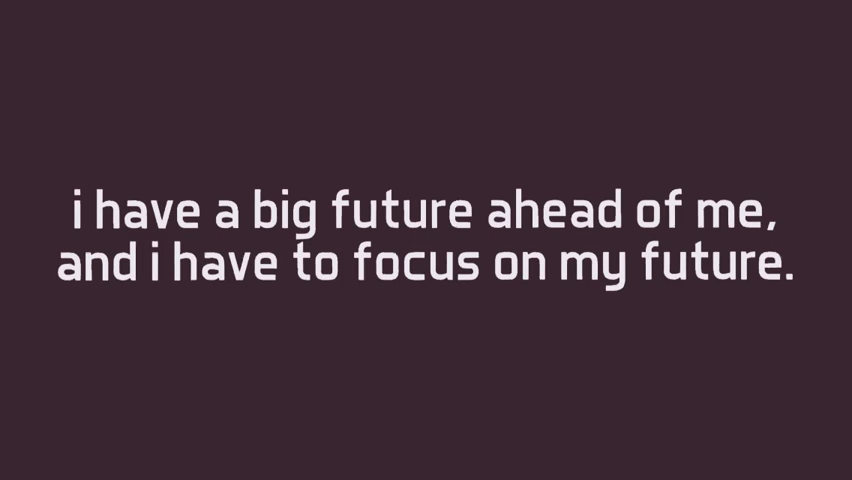 i have a big future ahead of me,
and i have to focus on my future.